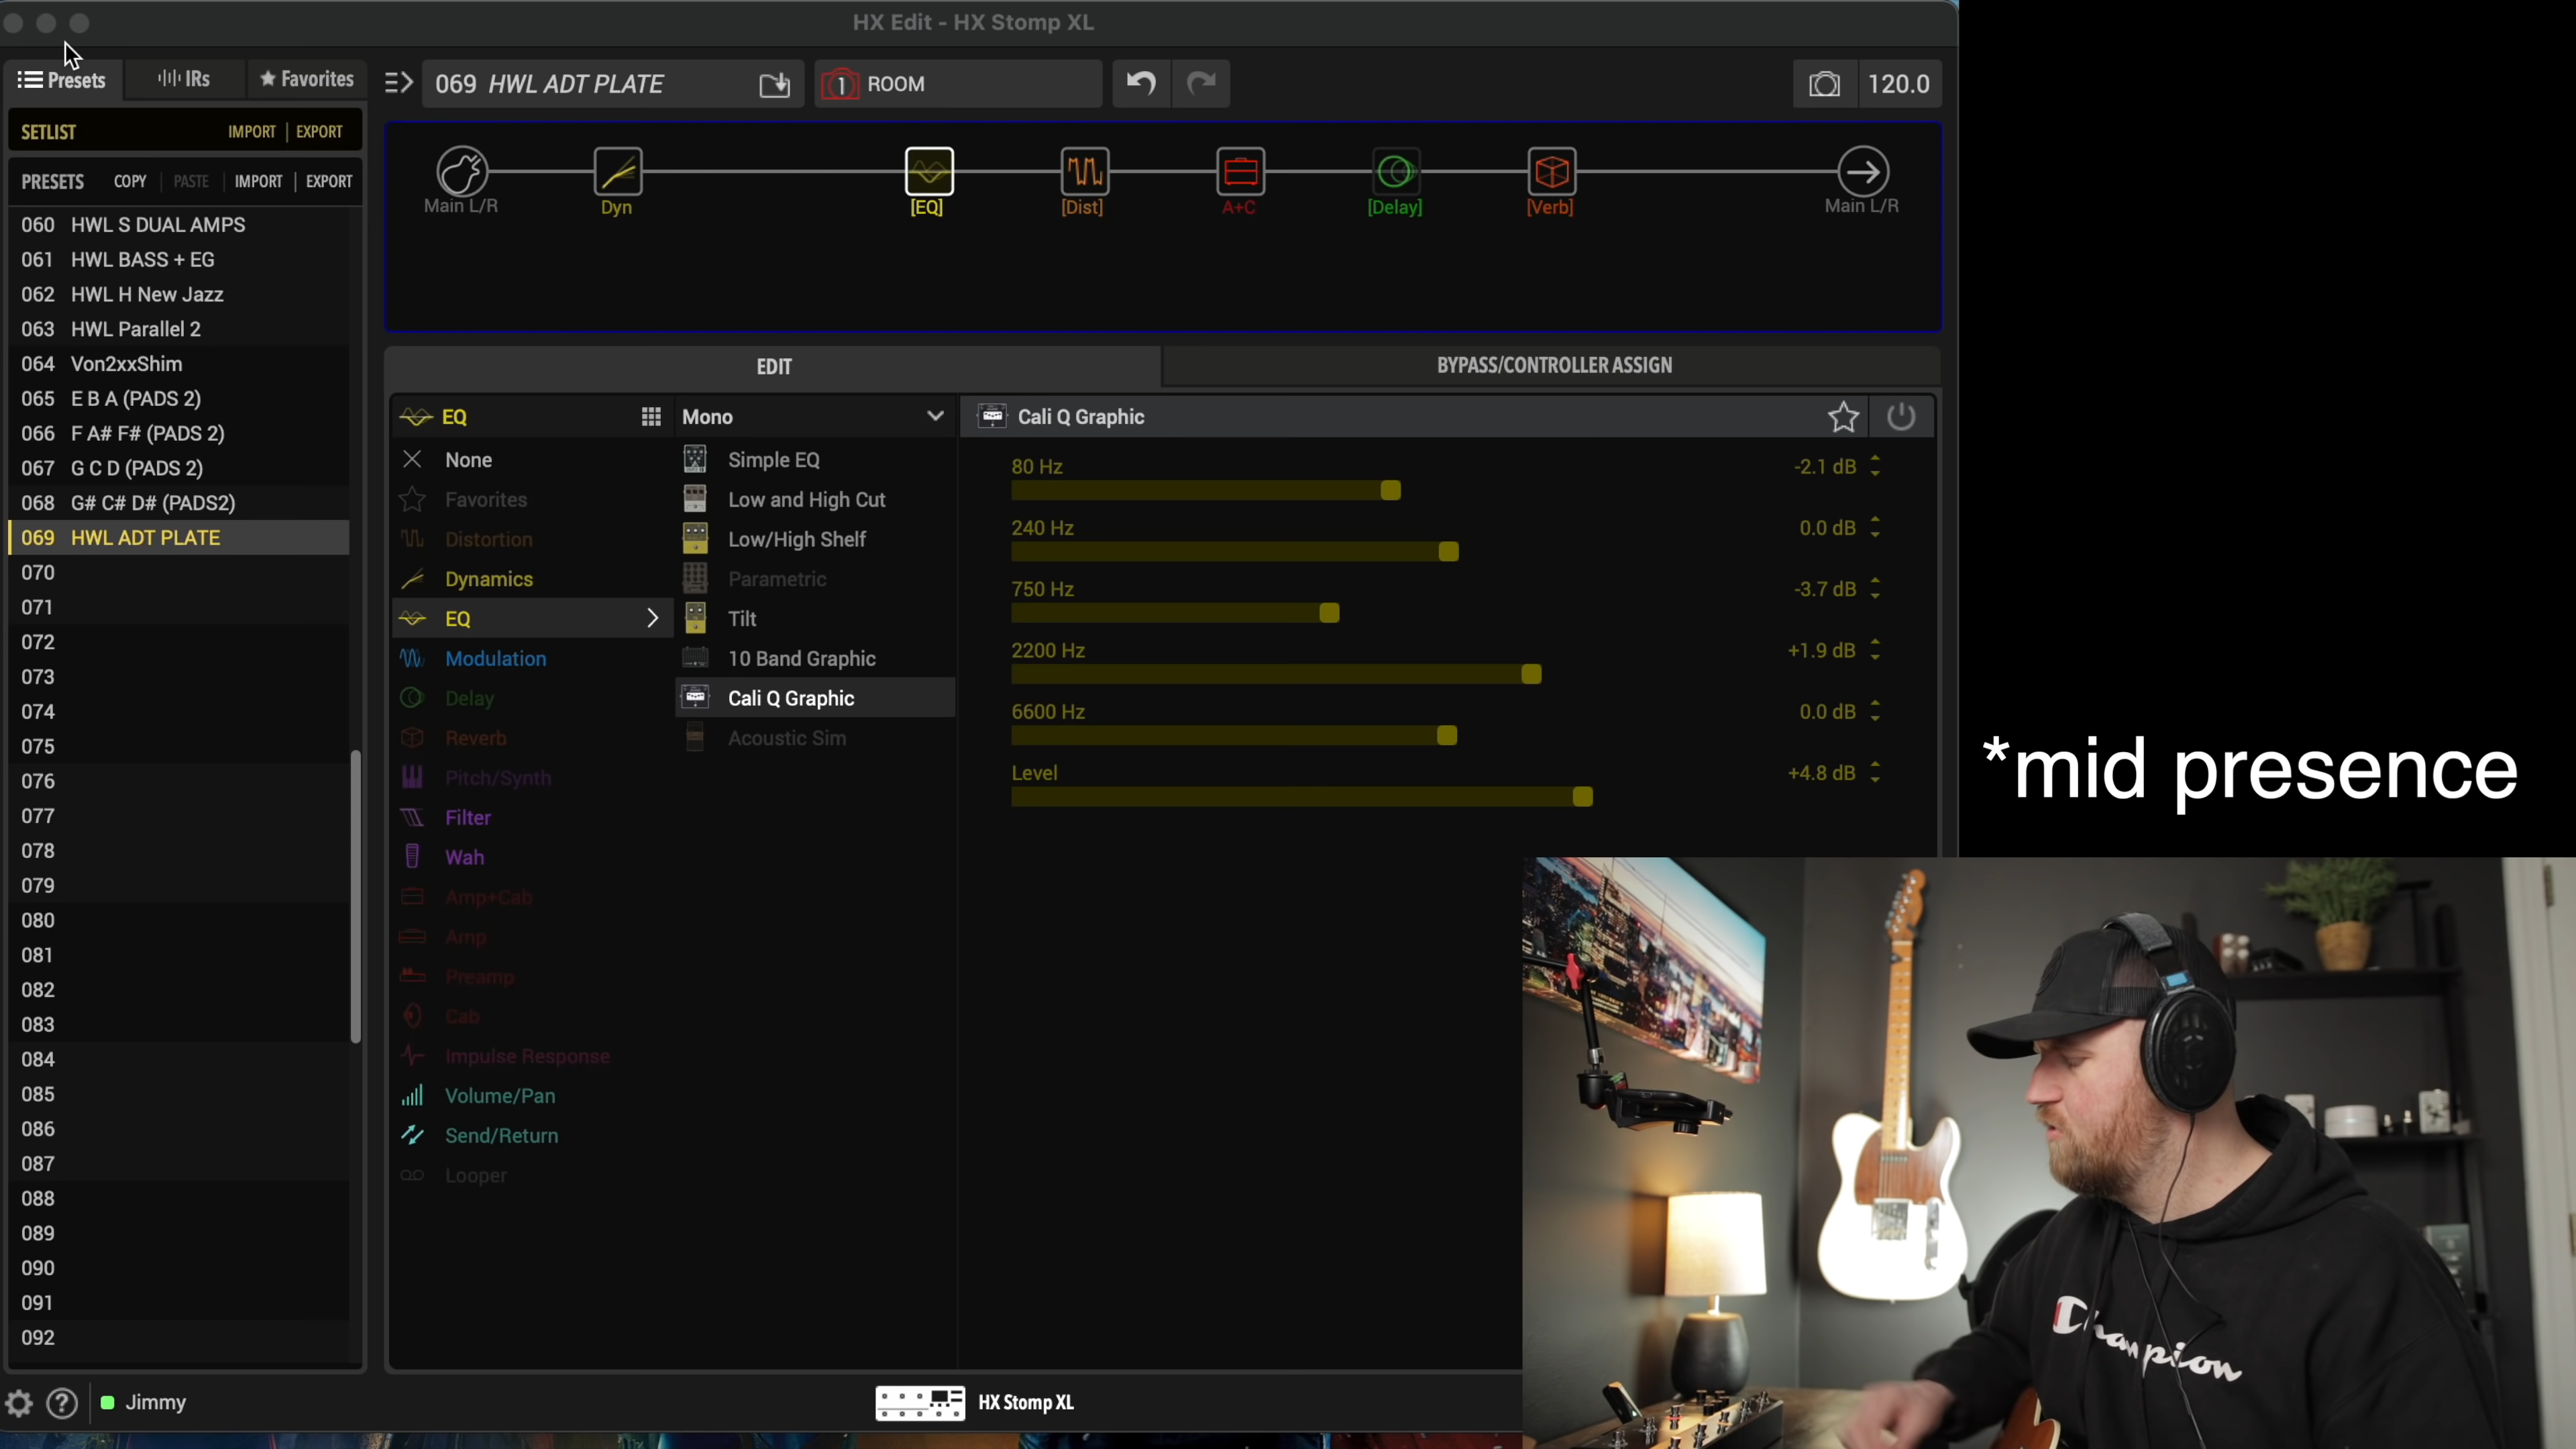 HX Edit - HX Stomp XL
Presets
IRs
Favorites
069 HWL ADT PLATE
1 ROOM
120.0
SETLIST IMPORT | EXPORT
PRESETS COPY | PASTE | IMPORT | EXPORT
060 HWL S DUAL AMPS
061 HWL BASS + EG
062 HWL H New Jazz
063 HWL Parallel 2
064 Von2xxShim
065 E B A (PADS 2)
066 F A# F# (PADS 2)
067 G C D (PADS 2)
068 G# C# D# (PADS2)
069 HWL ADT PLATE
070
071
072
073
074
075
076
077
078
079
080
081
082
083
084
085
086
087
088
089
090
091
092
Main L/R
Dyn
[EQ]
[Dist]
A+C
[Delay]
[Verb]
Main L/R
EDIT
BYPASS/CONTROLLER ASSIGN
EQ
None
Favorites
Distortion
Dynamics
EQ
Modulation
Delay
Reverb
Pitch/Synth
Filter
Wah
Amp+Cab
Amp
Preamp
Cab
Impulse Response
Volume/Pan
Send/Return
Looper
Mono
Simple EQ
Low and High Cut
Low/High Shelf
Parametric
Tilt
10 Band Graphic
Cali Q Graphic
Acoustic Sim
Cali Q Graphic
80 Hz -2.1 dB
240 Hz 0.0 dB
750 Hz -3.7 dB
2200 Hz +1.9 dB
6600 Hz 0.0 dB
Level +4.8 dB
*mid presence
Champion
Jimmy
HX Stomp XL